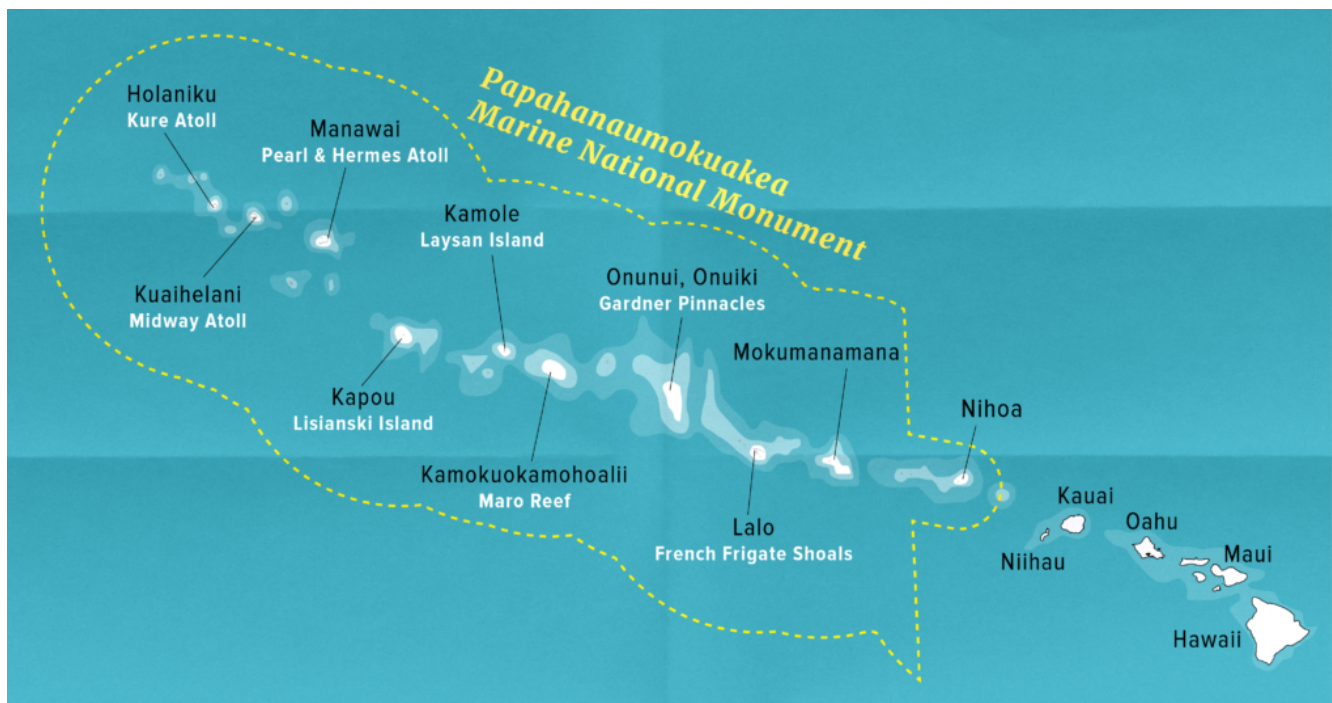 Papahanaumokuakea
Marine National Monument
Holaniku
Kure Atoll
Manawai
Pearl & Hermes Atoll
Kamole
Laysan Island
Onunui, Onuiki
Gardner Pinnacles
Kuaihelani
Midway Atoll
Mokumanamana
Kapou
Lisianski Island
Nihoa
Kamokuokamohoalii
Maro Reef
Lalo
French Frigate Shoals
Kauai
Niihau
Oahu
Maui
Hawaii